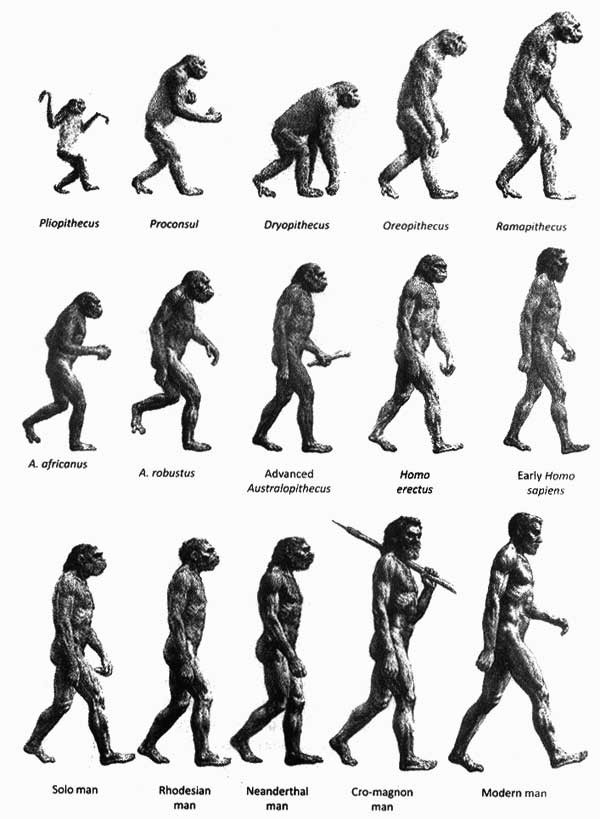 Pliopithecus
Proconsul
Dryopithecus
Oreopithecus
Ramapithecus
A. africanus
A. robustus
Advanced
Australopithecus
Homo
erectus
Early Homo
sapiens
Solo man
Rhodesian
man
Neanderthal
man
Cro-magnon
man
Modern man